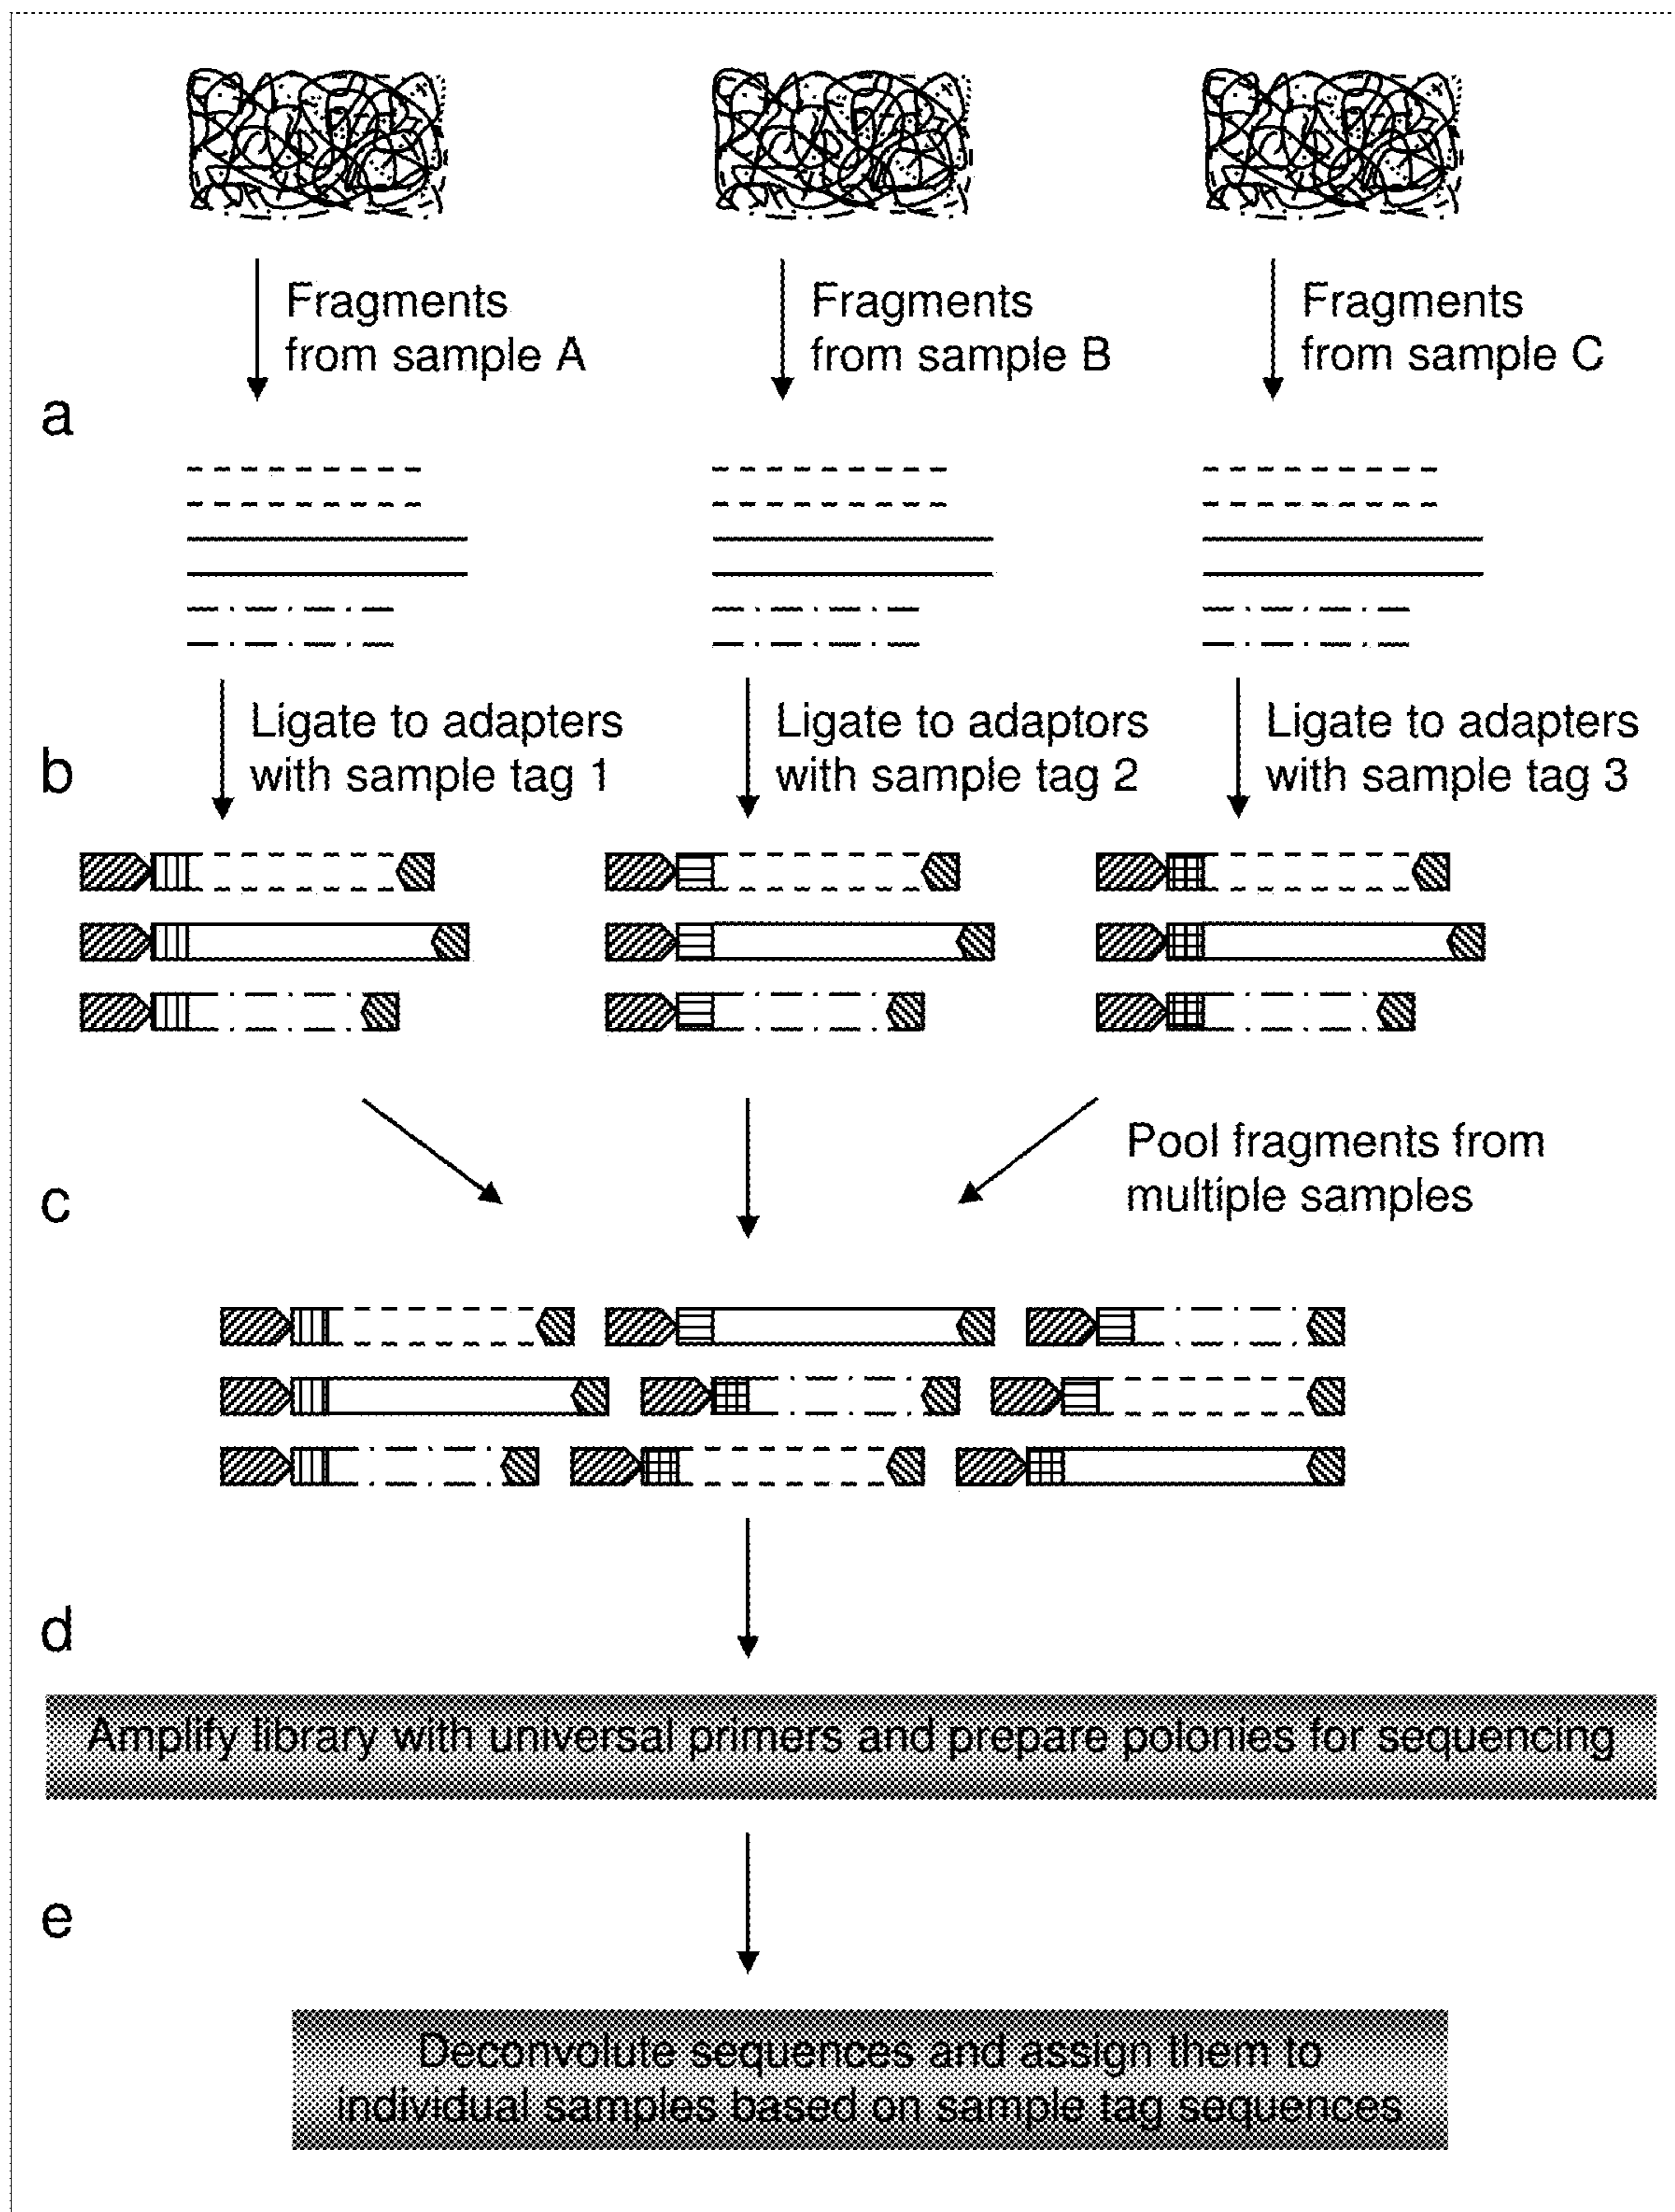 Fragments
from sample A
Fragments
from sample B
Fragments
from sample C
a
Ligate to adapters
with sample tag 1
Ligate to adaptors
with sample tag 2
Ligate to adapters
with sample tag 3
b
Pool fragments from
multiple samples
c
d
Amplify library with universal primers and prepare polonies for sequencing
e
Deconvolute sequences and assign them to
individual samples based on sample tag sequences